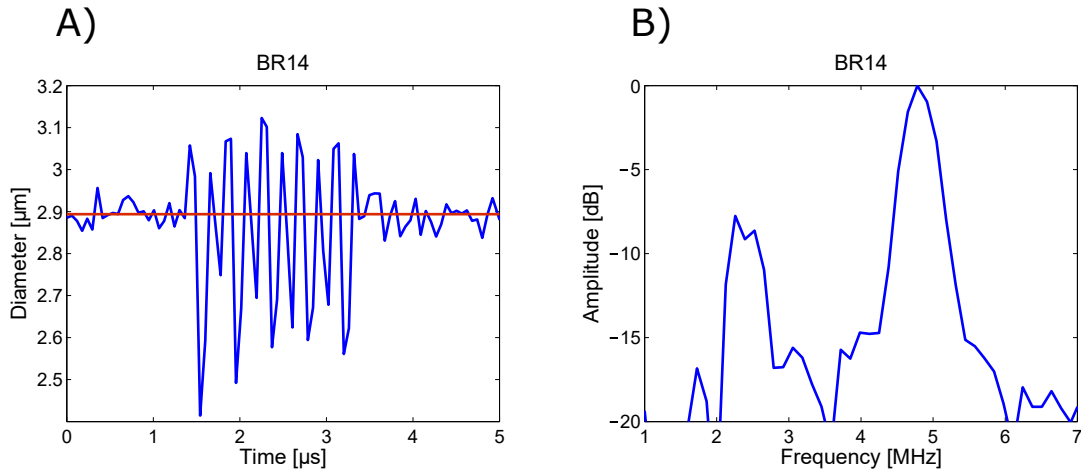 A)
BR14
3.2
3.1
3
2.9
2.8
2.7
2.6
2.5
0 1 2 3 4 5
Diameter [µm]
Time [µs]
B)
BR14
0
−5
−10
−15
−20
1 2 3 4 5 6 7
Amplitude [dB]
Frequency [MHz]